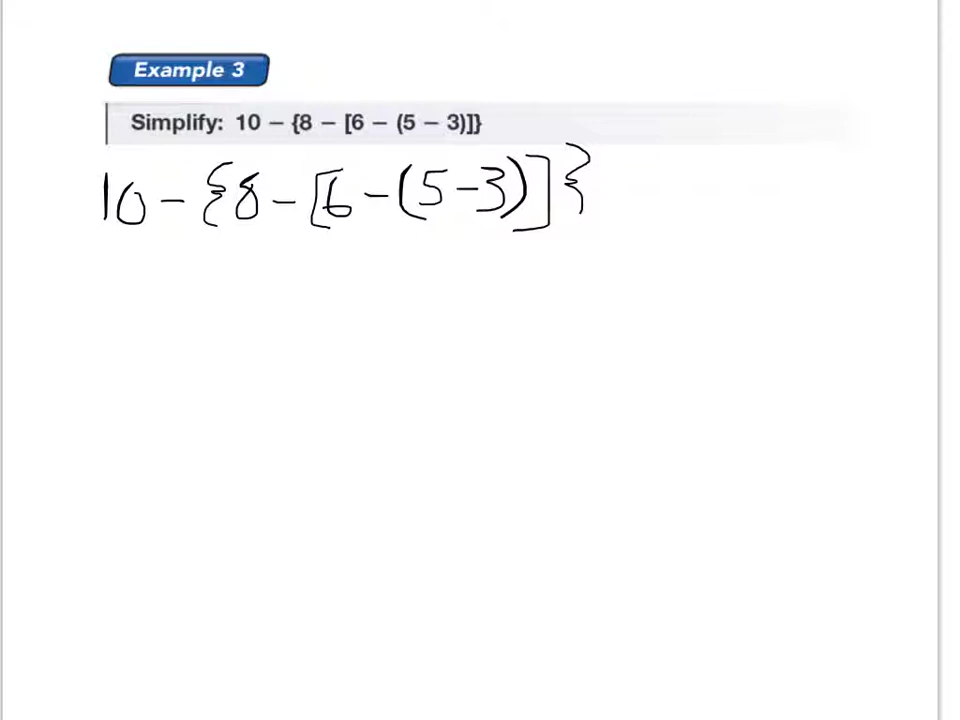 Example 3
Simplify: 10 − {8 − [6 − (5 − 3)]}
10 − {8 − [6 − (5 − 3)]}